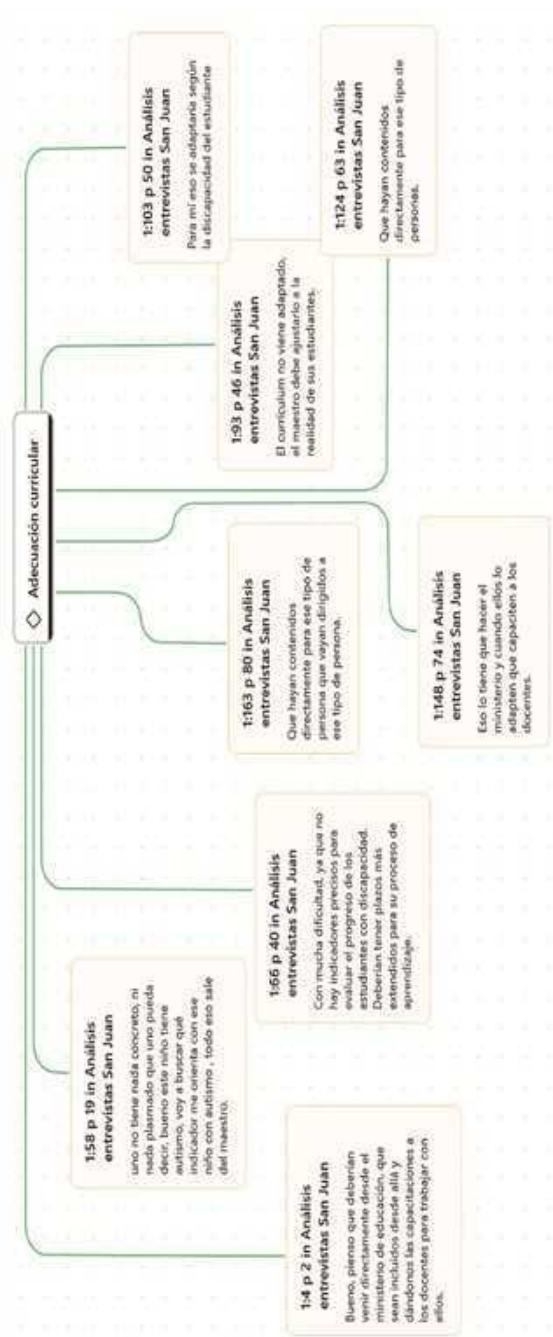 Adecuación curricular
1:4 p 2 in Análisis
entrevistas San Juan
Bueno, pienso que deberían
venir directamente desde el
ministerio de educación, que
sean incluidos desde allá y
dándonos las capacitaciones a
los docentes para trabajar con
ellos.
1:58 p 19 in Análisis
entrevistas San Juan
uno no tiene nada concreto, ni
nada plasmado que uno pueda
decir, bueno este niño tiene
autismo, voy a buscar qué
indicador me orienta con ese
niño con autismo , todo eso sale
del maestro.
1:66 p 40 in Análisis
entrevistas San Juan
Con mucha dificultad, ya que no
hay indicadores precisos para
evaluar el progreso de los
estudiantes con discapacidad.
Deberían tener plazos más
extendidos para su proceso de
aprendizaje.
1:163 p 80 in Análisis
entrevistas San Juan
Que hayan contenidos
directamente para ese tipo de
persona que vayan dirigidos a
ese tipo de persona.
1:148 p 74 in Análisis
entrevistas San Juan
Eso lo tiene que hacer el
ministerio y cuando ellos lo
adapten que capaciten a los
docentes.
1:93 p 46 in Análisis
entrevistas San Juan
El currículum no viene adaptado,
el maestro debe ajustarlo a la
realidad de sus estudiantes.
1:103 p 50 in Análisis
entrevistas San Juan
Para mí eso se adaptaría según
la discapacidad del estudiante
1:124 p 63 in Análisis
entrevistas San Juan
Que hayan contenidos
directamente para ese tipo de
personas.